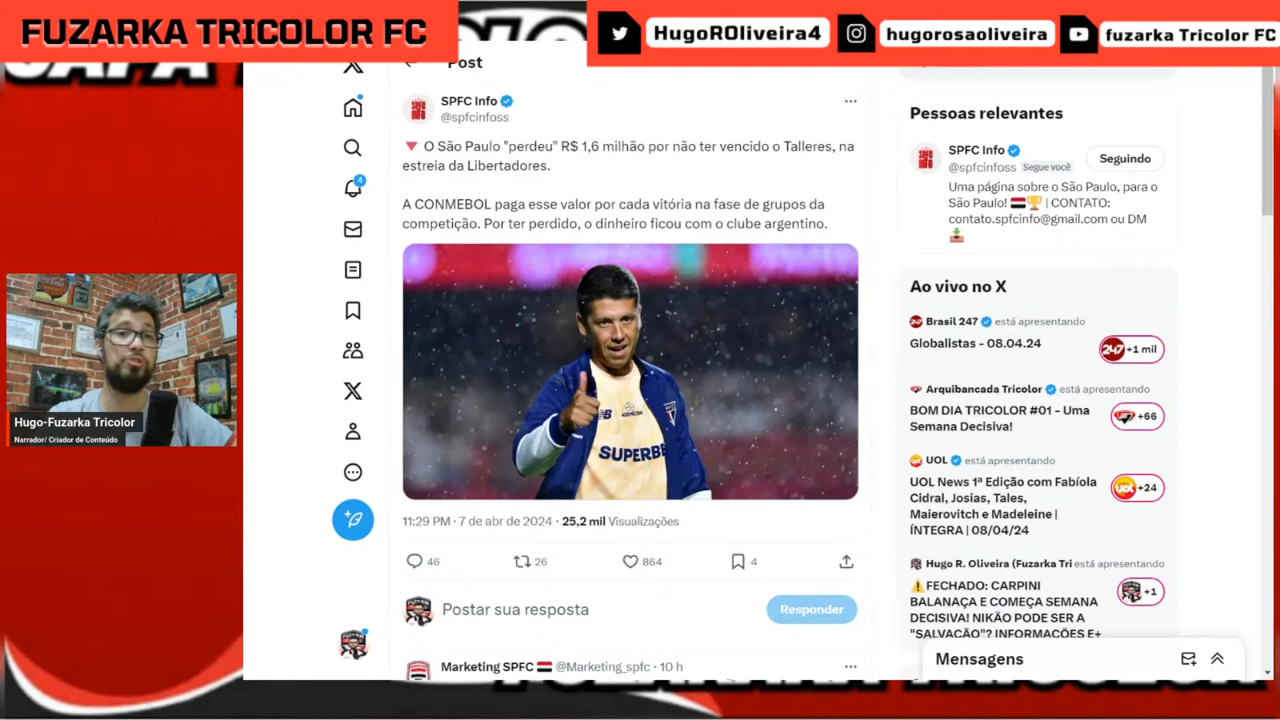 FUZARKA TRICOLOR FC
HugoROliveira4
hugorosaoliveira
fuzarka Tricolor FC
Post
SPFC Info
@spfcinfoss
O São Paulo "perdeu" R$ 1,6 milhão por não ter vencido o Talleres, na
estreia da Libertadores.
A CONMEBOL paga esse valor por cada vitória na fase de grupos da
competição. Por ter perdido, o dinheiro ficou com o clube argentino.
SUPERBE
11:29 PM · 7 de abr de 2024 · 25,2 mil Visualizações
46
26
864
4
Postar sua resposta
Responder
Marketing SPFC @Marketing_spfc · 10 h
4
Pessoas relevantes
SPFC Info
@spfcinfoss Segue você
Seguindo
Uma página sobre o São Paulo, para o
São Paulo! | CONTATO:
contato.spfcinfo@gmail.com ou DM
Ao vivo no X
Brasil 247 está apresentando
Globalistas - 08.04.24
247 +1 mil
Arquibancada Tricolor está apresentando
BOM DIA TRICOLOR #01 - Uma
Semana Decisiva!
+66
UOL está apresentando
UOL News 1ª Edição com Fabíola
Cidral, Josias, Tales,
Maierovitch e Madeleine |
ÍNTEGRA | 08/04/24
UOL +24
Hugo R. Oliveira (Fuzarka Tri está apresentando
FECHADO: CARPINI
BALANAÇA E COMEÇA SEMANA
DECISIVA! NIKÃO PODE SER A
"SALVAÇÃO"? INFORMAÇÕES E+
+1
Mensagens
Hugo-Fuzarka Tricolor
Narrador/ Criador de Conteúdo